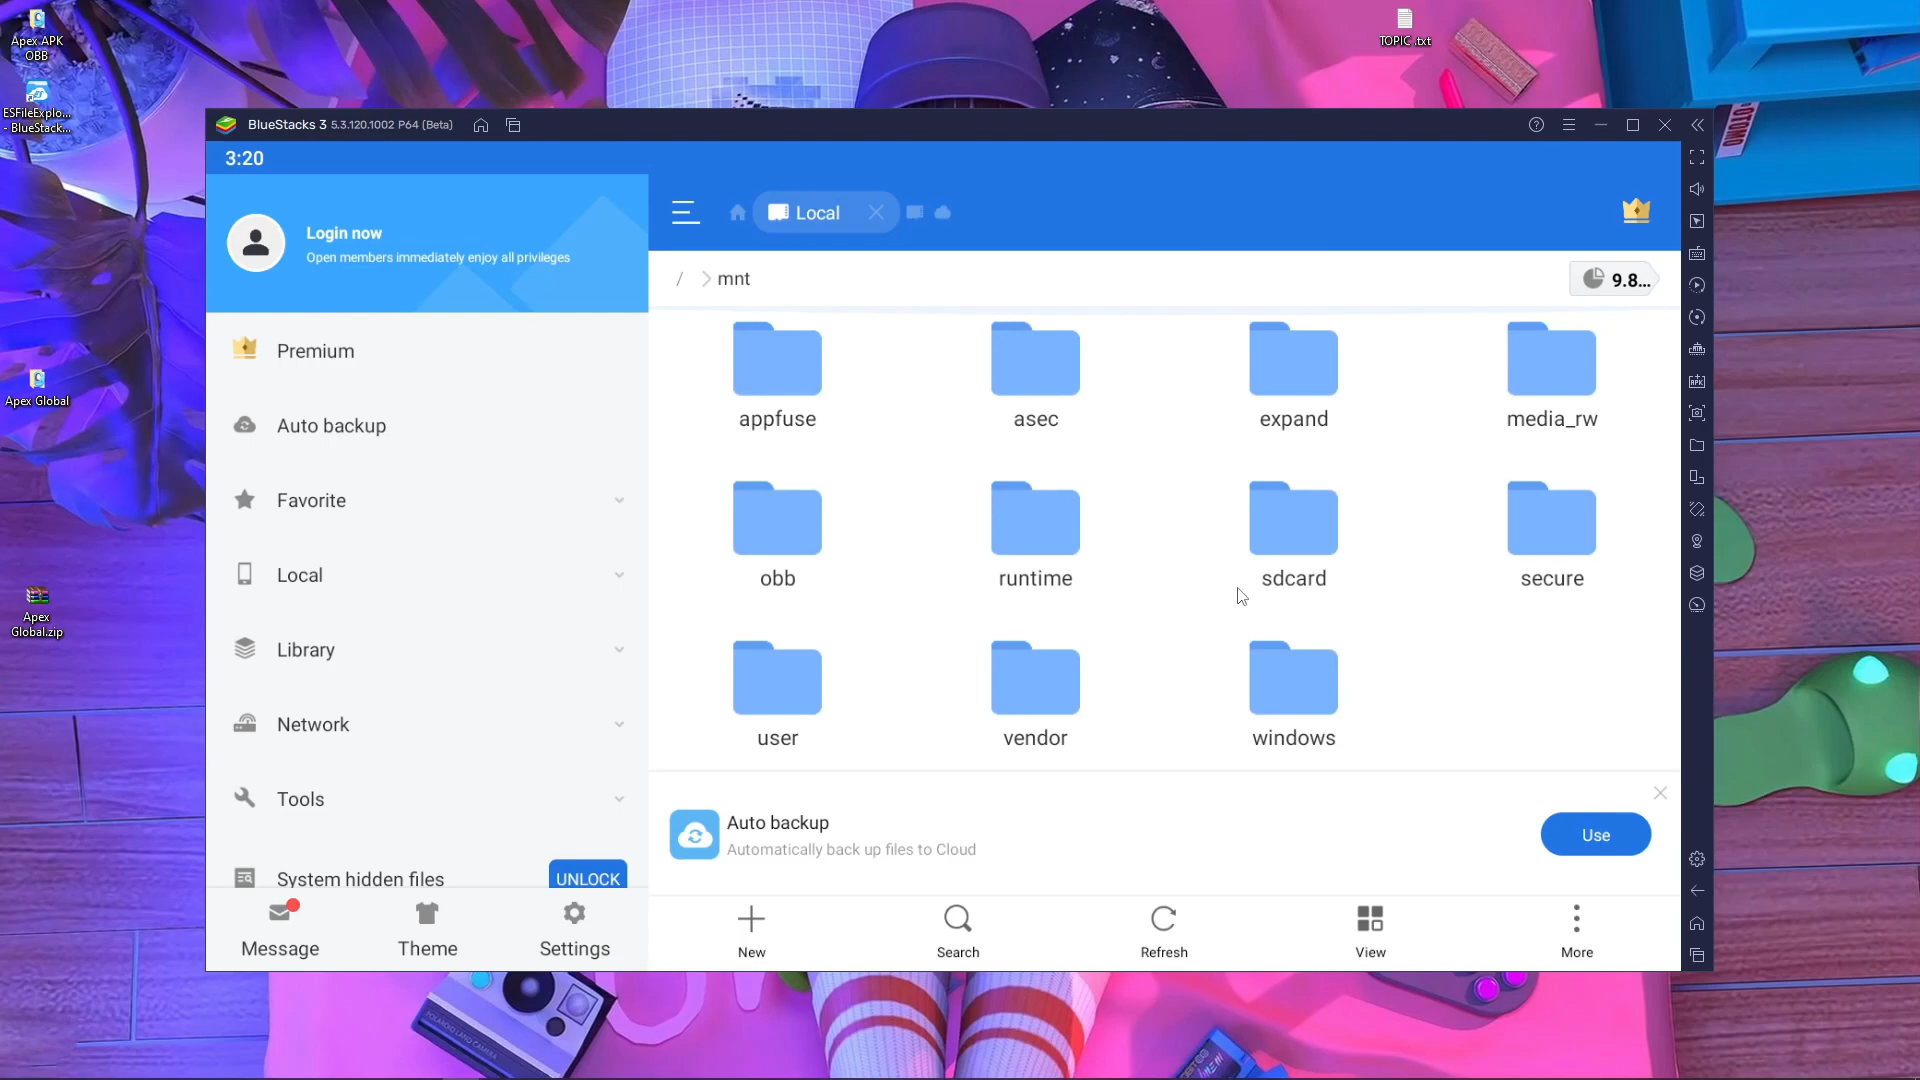 Apex APK
OBB
ESFileExplo...
- BlueStack...
Apex Global
Apex
Global.zip
TOPIC .txt
BlueStacks 3 5.3.120.1002 P64 (Beta)
3:20
Login now
Open members immediately enjoy all privileges
Premium
Auto backup
Favorite
Local
Library
Network
Tools
System hidden files
UNLOCK
Message
Theme
Settings
Local
/ mnt
9.8...
appfuse
asec
expand
media_rw
obb
runtime
sdcard
secure
user
vendor
windows
Auto backup
Automatically back up files to Cloud
Use
New
Search
Refresh
View
More
POLAROID LAND CAMERA